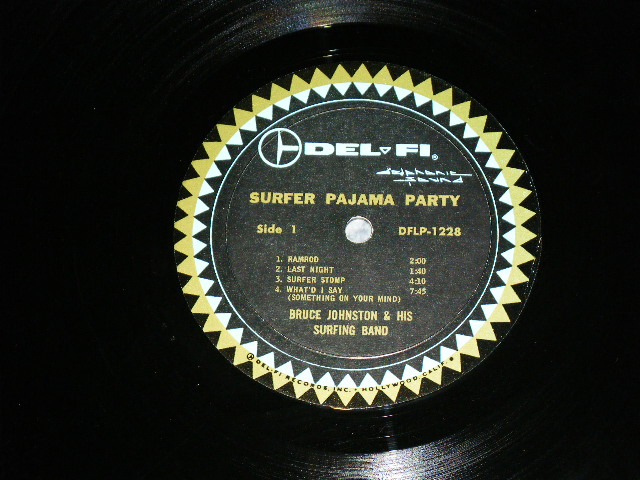 DEL-FI®
SURFER PAJAMA PARTY
Side 1 DFLP-1228
1. RAMROD 2:00
2. LAST NIGHT 1:40
3. SURFER STOMP 4:10
4. WHAT'D I SAY 7:45
(SOMETHING ON YOUR MIND)
BRUCE JOHNSTON & HIS
SURFING BAND
DEL-FI RECORDS, INC. • HOLLYWOOD, CALIF.